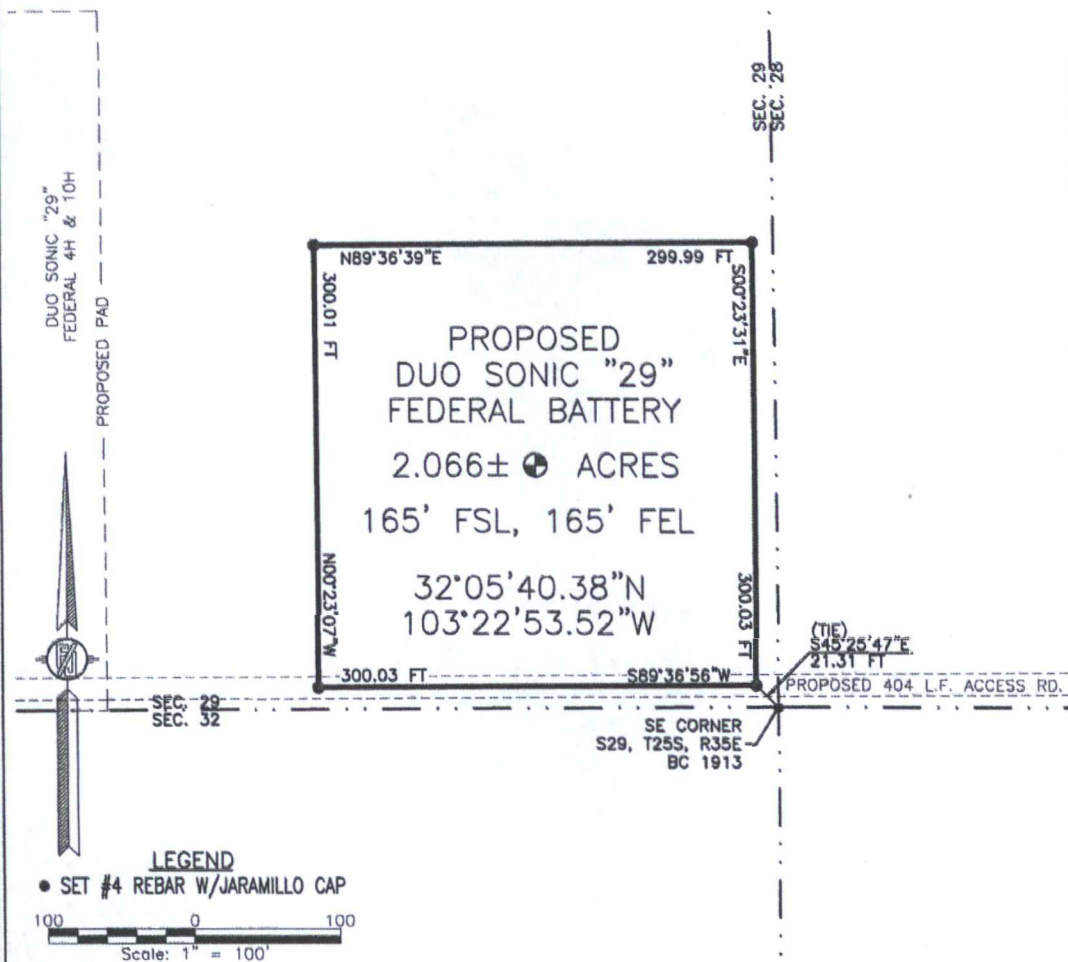 SEC. 29
SEC. 28
DUO SONIC "29"
FEDERAL 4H & 10H
PROPOSED PAD
N89°36'39"E
299.99 FT
300.01 FT
S00°23'31"E
PROPOSED
DUO SONIC "29"
FEDERAL BATTERY
2.066± ACRES
165' FSL, 165' FEL
32°05'40.38"N
103°22'53.52"W
N00°23'07"W
300.03 FT
300.03 FT
S89°36'56"W
(TIE)
S45°25'47"E
21.31 FT
PROPOSED 404 L.F. ACCESS RD.
SEC. 29
SEC. 32
SE CORNER
S29, T25S, R35E
BC 1913
LEGEND
SET #4 REBAR W/JARAMILLO CAP
100 0 100
Scale: 1" = 100'